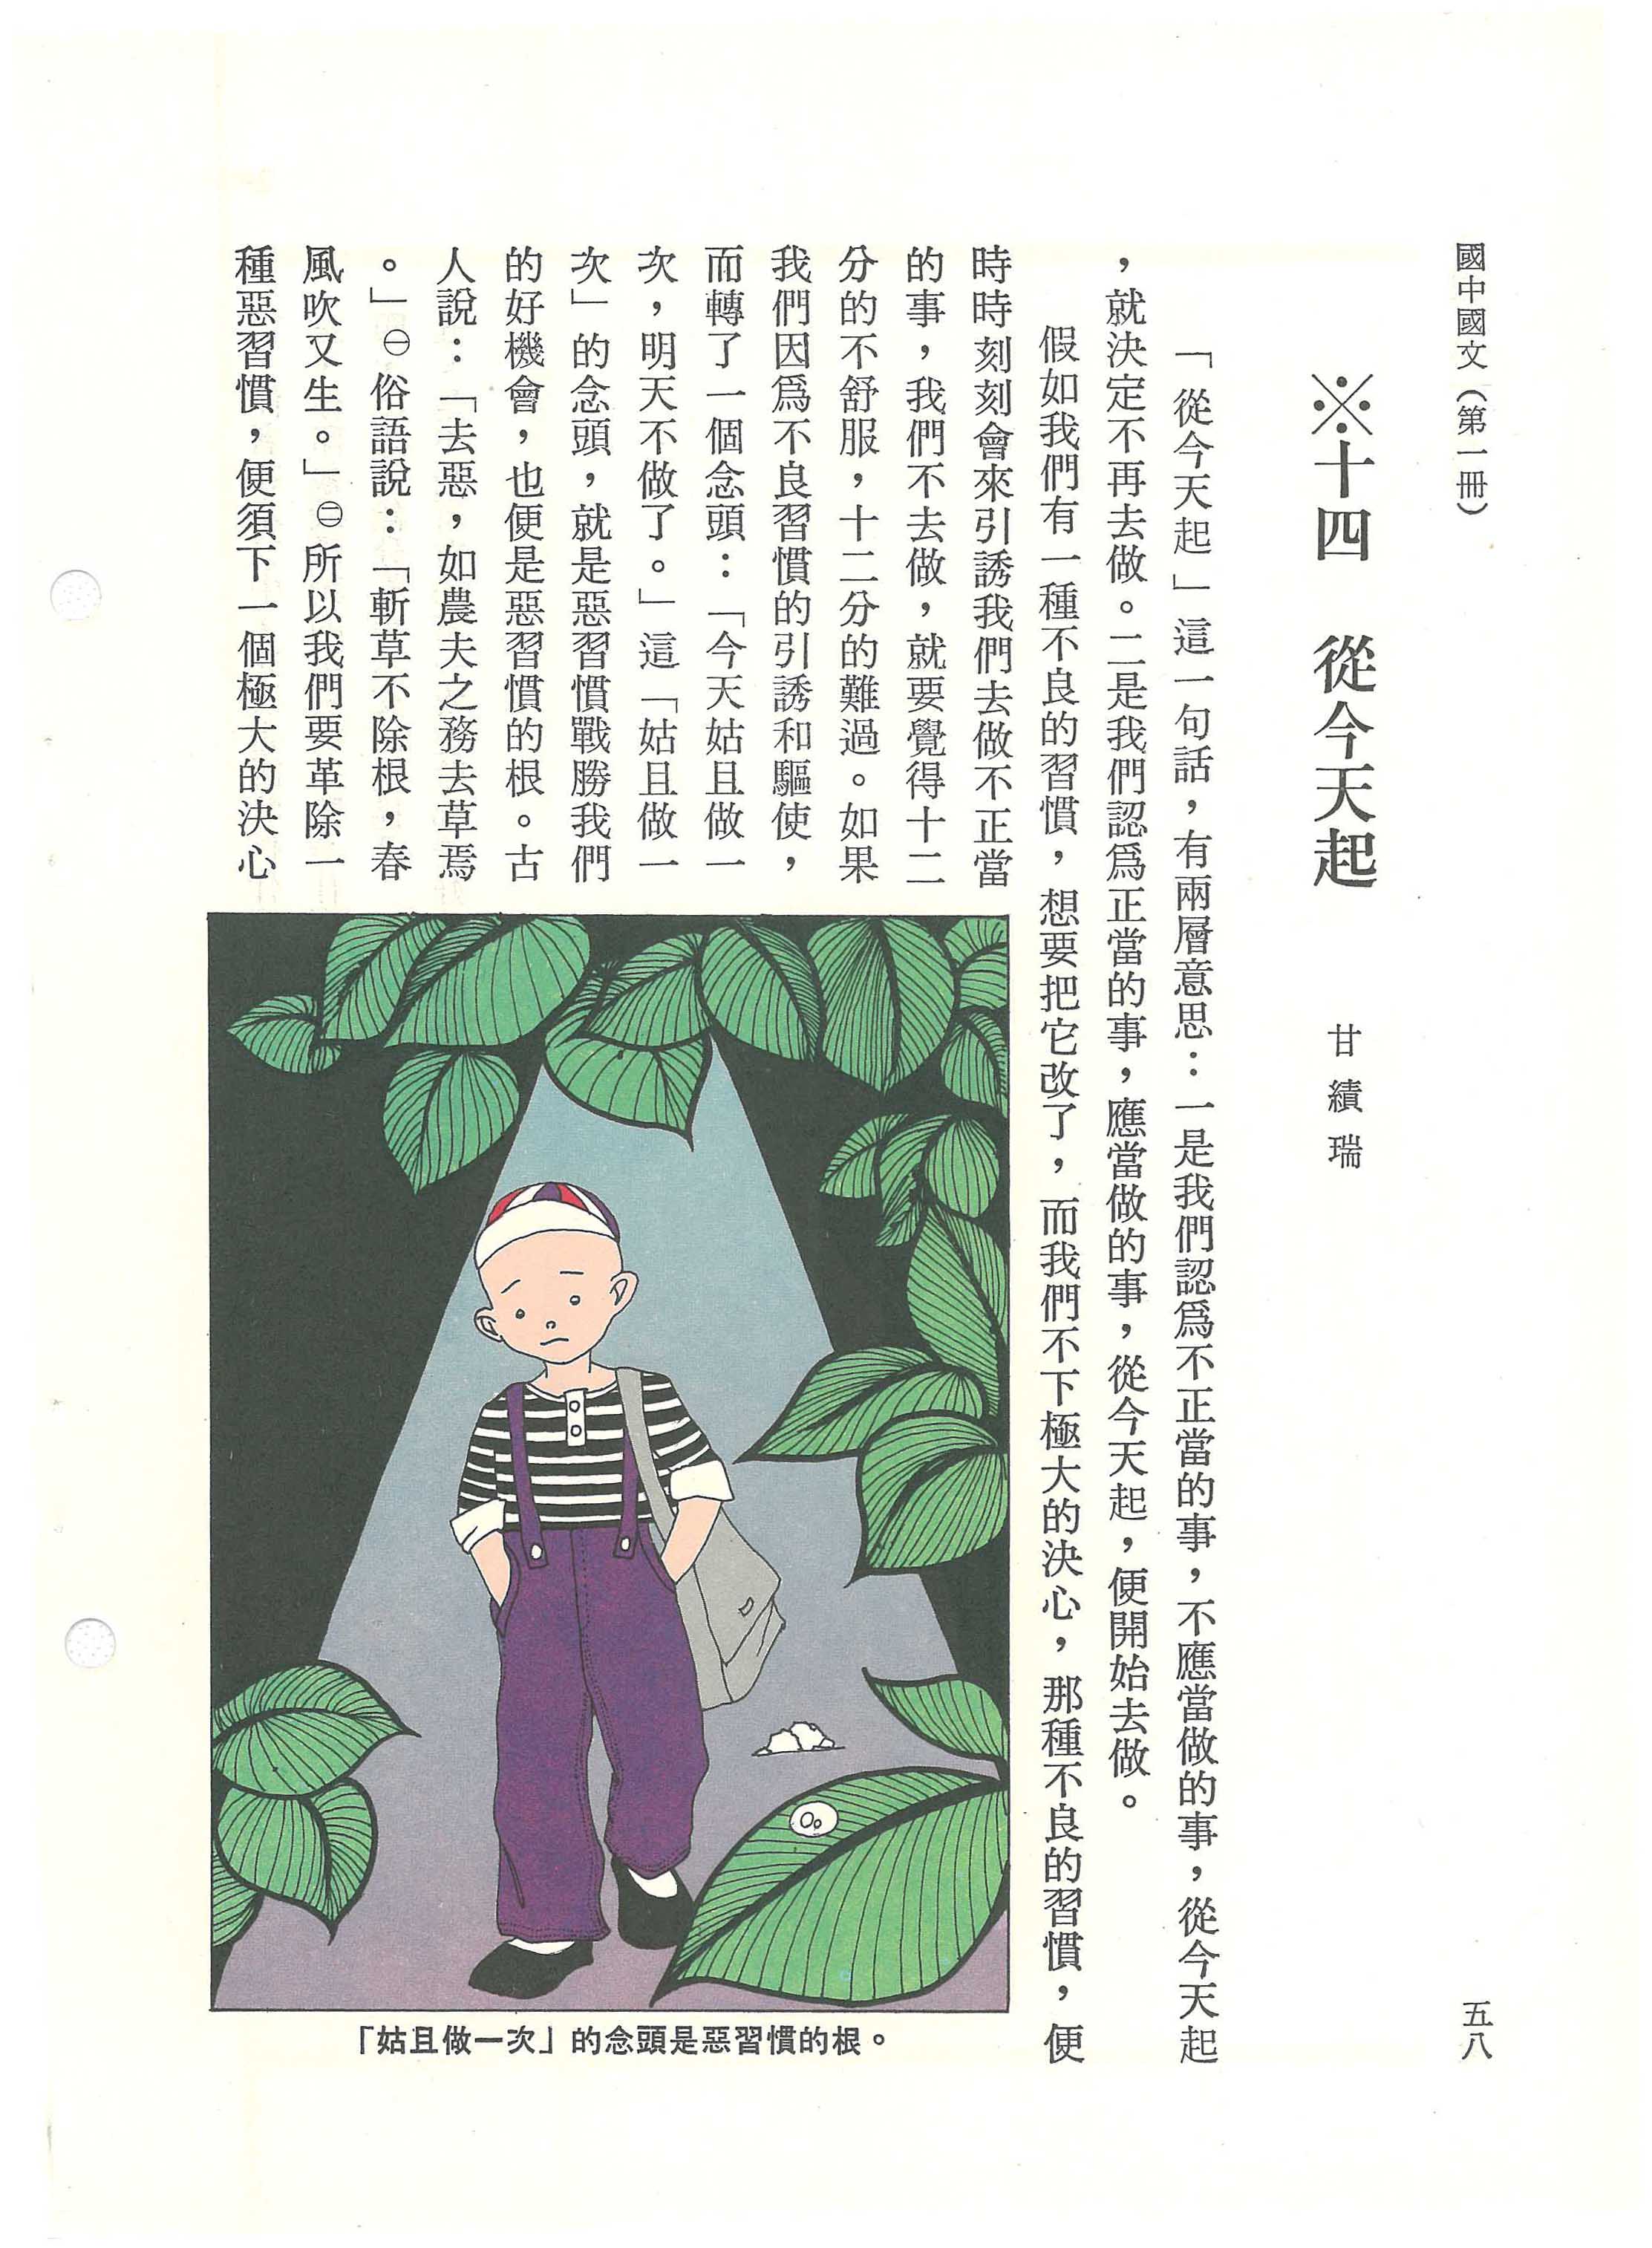 國中國文(第一冊)
五八
※十四 從今天起 甘績瑞
「從今天起」這一句話，有兩層意思：一是我們認爲不正當的事，不應當做的事，從今天起
，就決定不再去做。二是我們認爲正當的事，應當做的事，從今天起，便開始去做。
假如我們有一種不良的習慣，想要把它改了，而我們不下極大的決心，那種不良的習慣，便
時時刻刻會來引誘我們去做不正當
的事，我們不去做，就要覺得十二
分的不舒服，十二分的難過。如果
我們因爲不良習慣的引誘和驅使，
而轉了一個念頭：「今天姑且做一
次，明天不做了。」這「姑且做一
次」的念頭，就是惡習慣戰勝我們
的好機會，也便是惡習慣的根。古
人說：「去惡，如農夫之務去草焉
。」㊀俗語說：「斬草不除根，春
風吹又生。」㊁所以我們要革除一
種惡習慣，便須下一個極大的決心
「姑且做一次」的念頭是惡習慣的根。